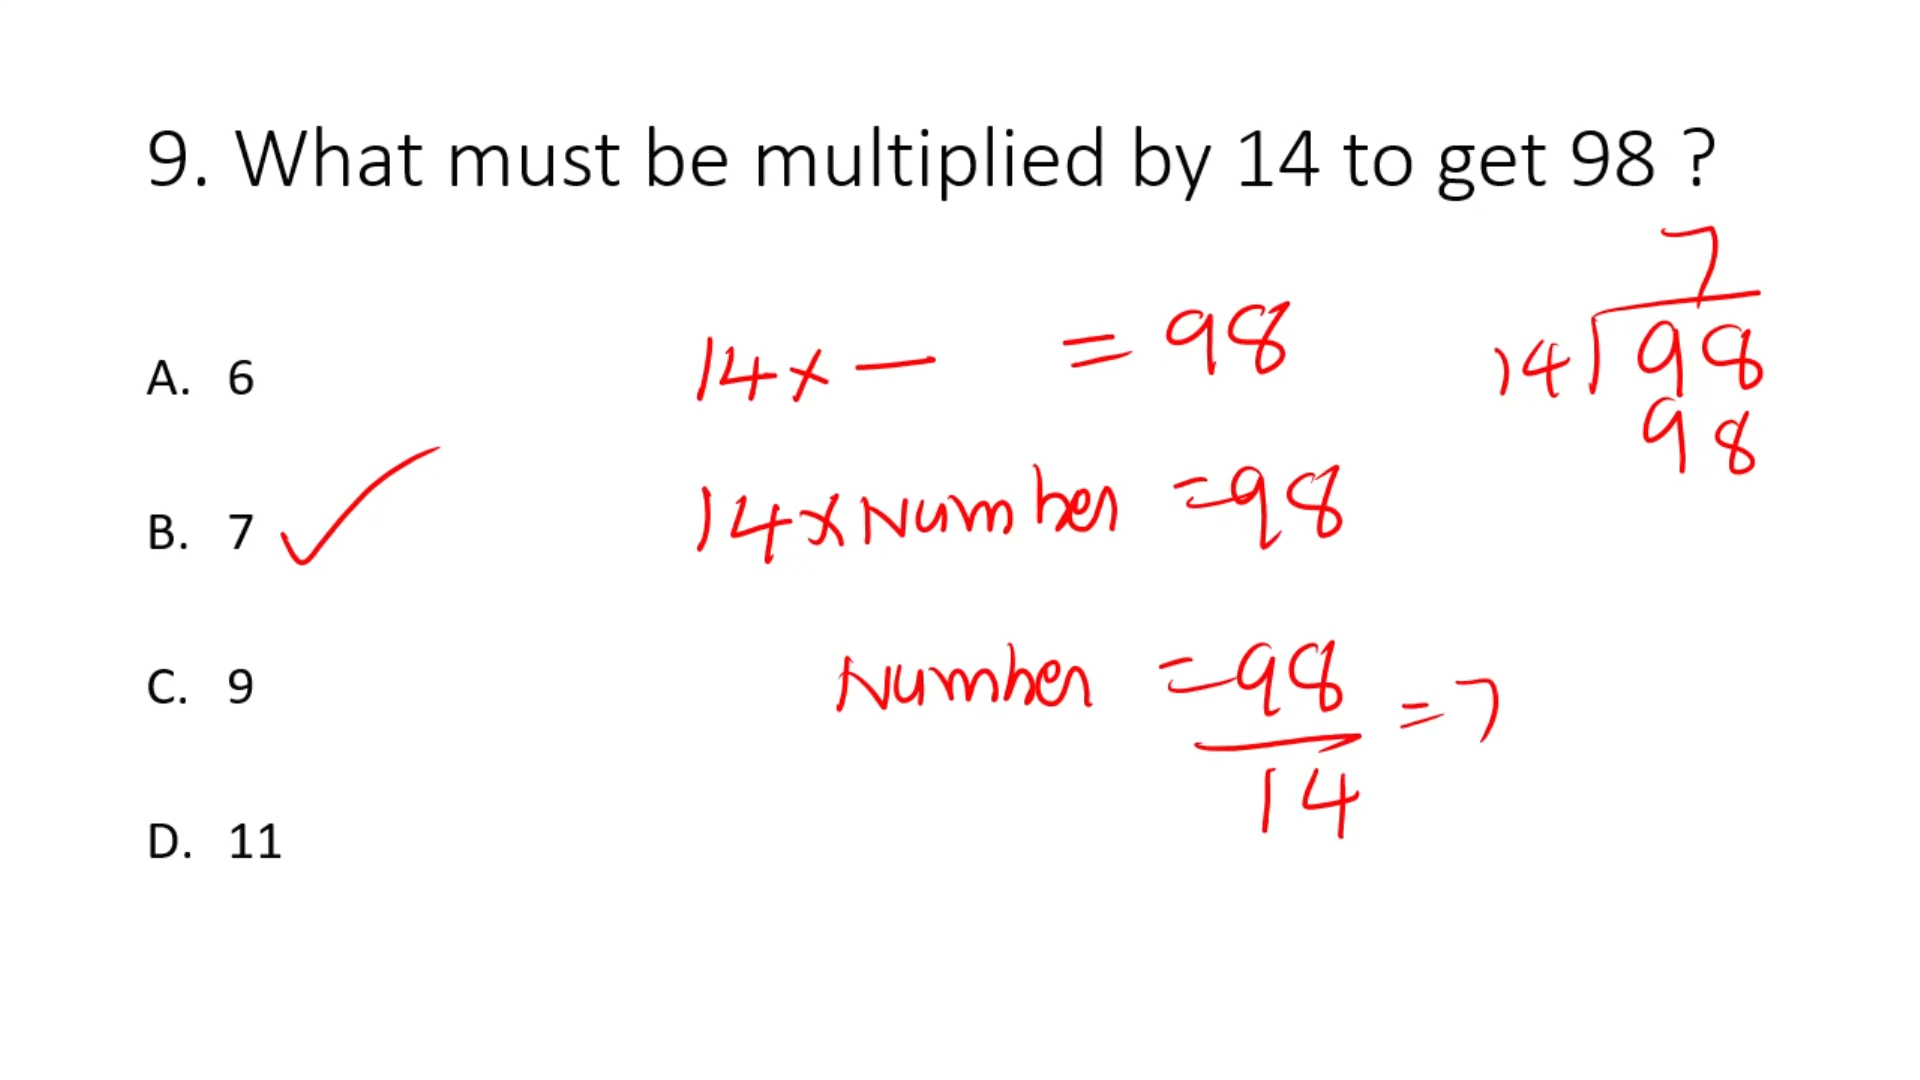 9. What must be multiplied by 14 to get 98 ?
A. 6
B. 7
C. 9
D. 11
14 x – = 98
14 x Number = 98
Number = 98
14
= 7
7
14 98
98